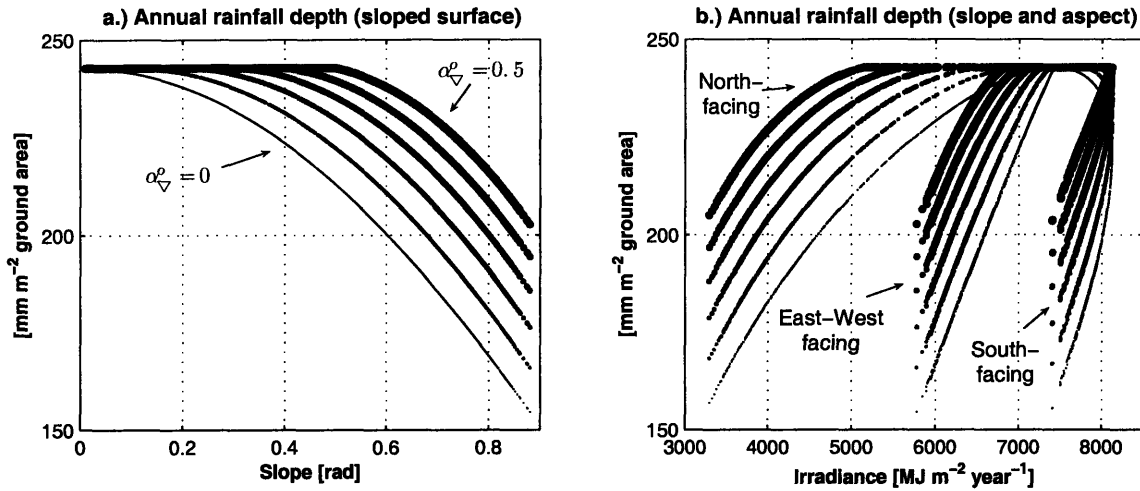 a.) Annual rainfall depth (sloped surface)
250
200
150
[mm m⁻² ground area]
α^ρ_▽ = 0.5
α^ρ_▽ = 0
0 0.2 0.4 0.6 0.8
Slope [rad]
b.) Annual rainfall depth (slope and aspect)
250
200
150
[mm m⁻² ground area]
North–
facing
East–West
facing
South–
facing
3000 4000 5000 6000 7000 8000
Irradiance [MJ m⁻² year⁻¹]